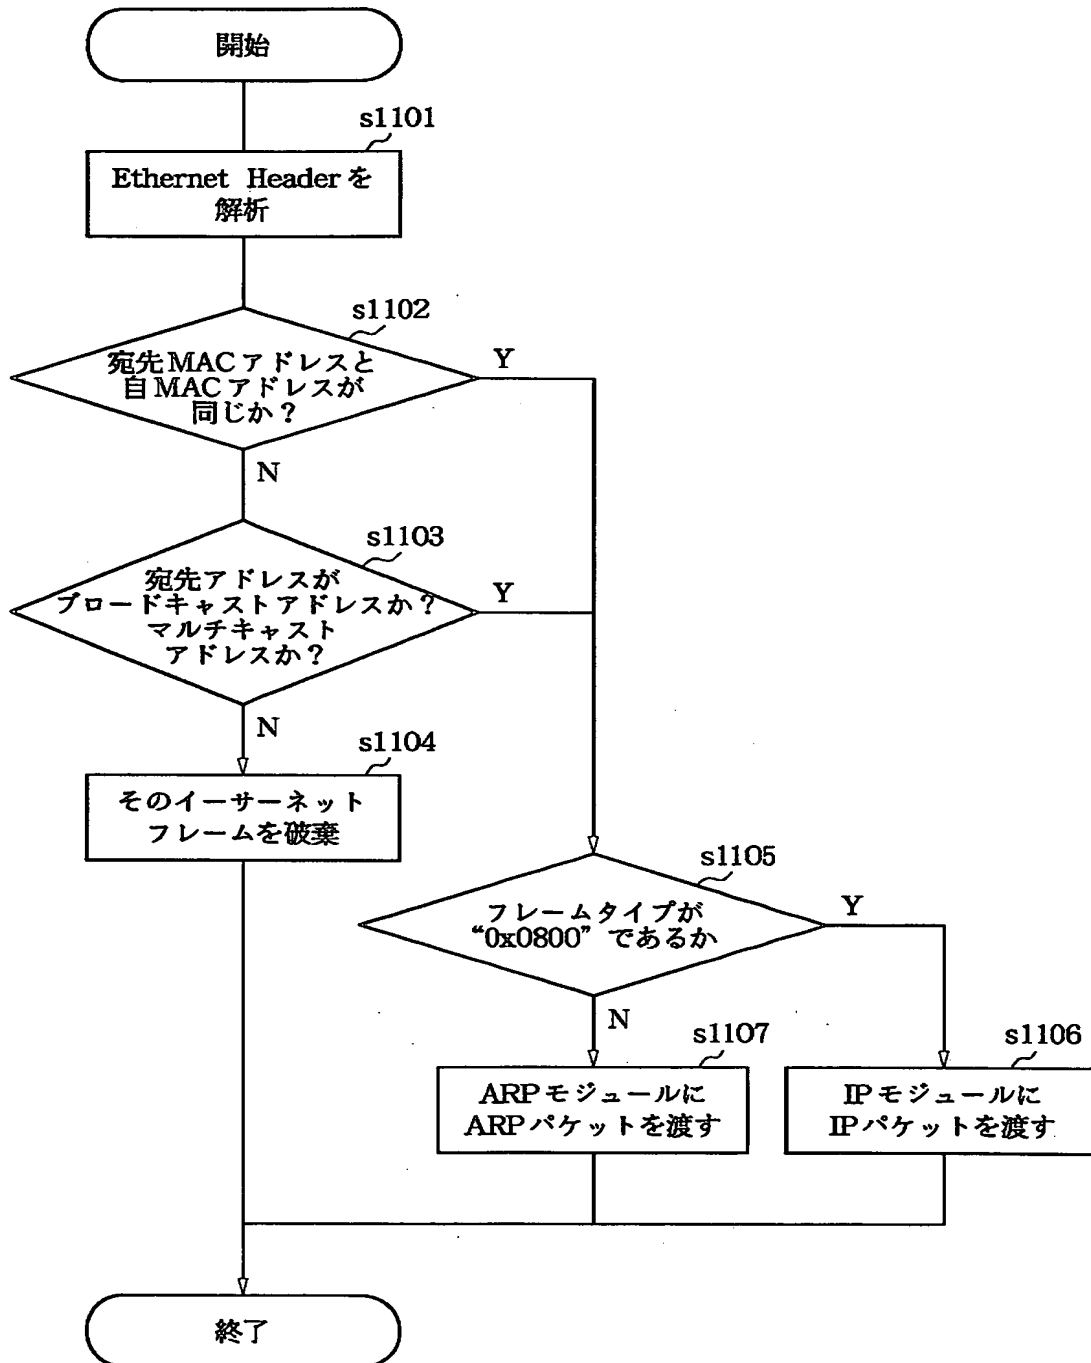 開始
s1101
Ethernet Headerを
解析
s1102
宛先MACアドレスと
自MACアドレスが
同じか？
Y
N
s1103
宛先アドレスが
ブロードキャストアドレスか？
マルチキャスト
アドレスか？
Y
N
s1104
そのイーサーネット
フレームを破棄
s1105
フレームタイプが
“0x0800”であるか
Y
N
s1107
ARPモジュールに
ARPパケットを渡す
s1106
IPモジュールに
IPパケットを渡す
終了